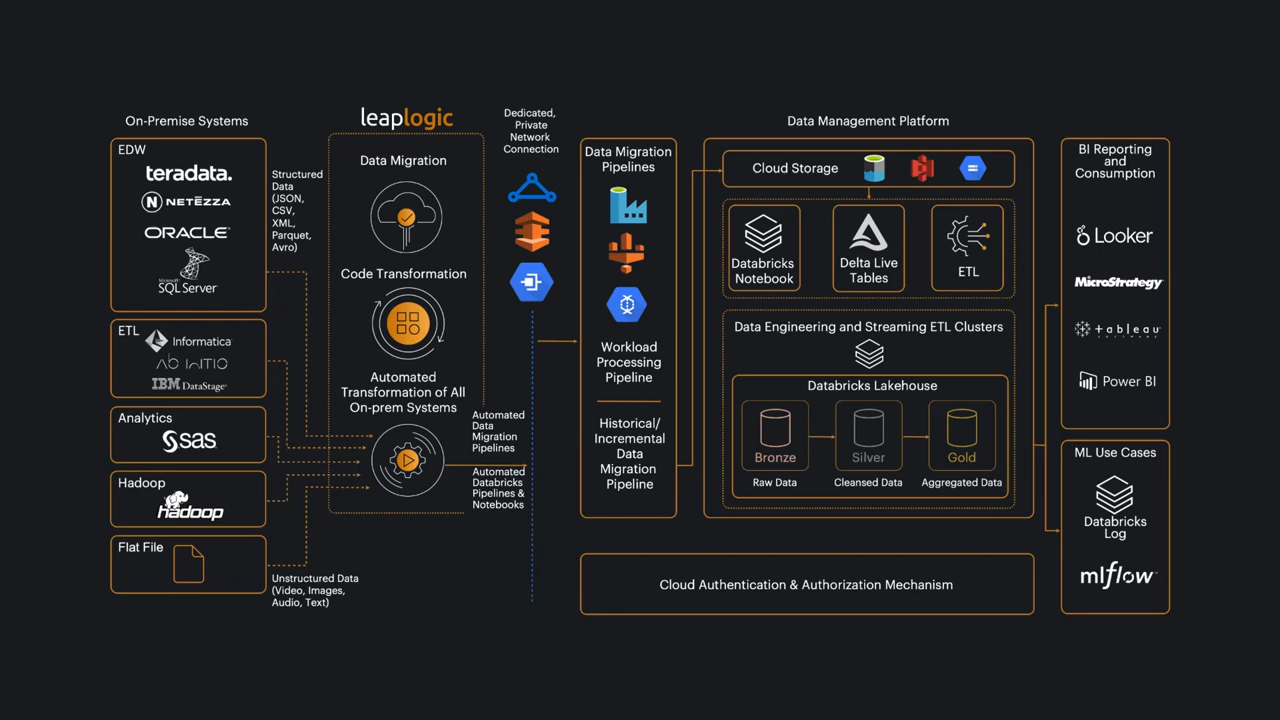 On-Premise Systems
EDW
teradata.
NETEZZA
ORACLE
Microsoft
SQL Server
ETL
Informatica
Ab INITIO
IBM DataStage
Analytics
sas
Hadoop
hadoop
Flat File
Structured
Data
(JSON,
CSV,
XML,
Parquet,
Avro)
Unstructured Data
(Video, Images,
Audio, Text)
leaplogic
Data Migration
Code Transformation
Automated
Transformation of All
On-prem Systems
Automated
Data
Migration
Pipelines
Automated
Databricks
Pipelines &
Notebooks
Dedicated,
Private
Network
Connection
Data Migration
Pipelines
Workload
Processing
Pipeline
Historical/
Incremental
Data
Migration
Pipeline
Data Management Platform
Cloud Storage
Databricks
Notebook
Delta Live
Tables
ETL
Data Engineering and Streaming ETL Clusters
Databricks Lakehouse
Bronze
Silver
Gold
Raw Data
Cleansed Data
Aggregated Data
Cloud Authentication & Authorization Mechanism
BI Reporting
and
Consumption
Looker
MicroStrategy
tableau
SOFTWARE
Power BI
ML Use Cases
Databricks
Log
mlflow